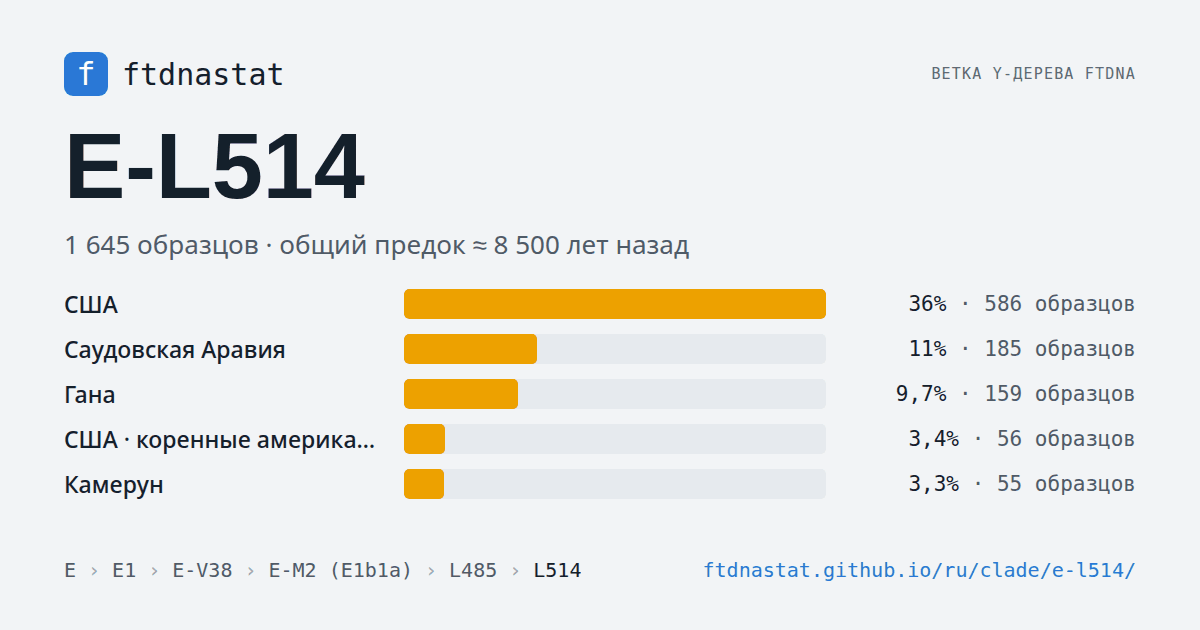 f ftdnastat
ВЕТКА Y-ДЕРЕВА FTDNA
E-L514
1 645 образцов · общий предок ≈ 8 500 лет назад
США 36% · 586 образцов
Саудовская Аравия 11% · 185 образцов
Гана 9,7% · 159 образцов
США · коренные америка... 3,4% · 56 образцов
Камерун 3,3% · 55 образцов
E › E1 › E-V38 › E-M2 (E1b1a) › L485 › L514
ftdnastat.github.io/ru/clade/e-l514/